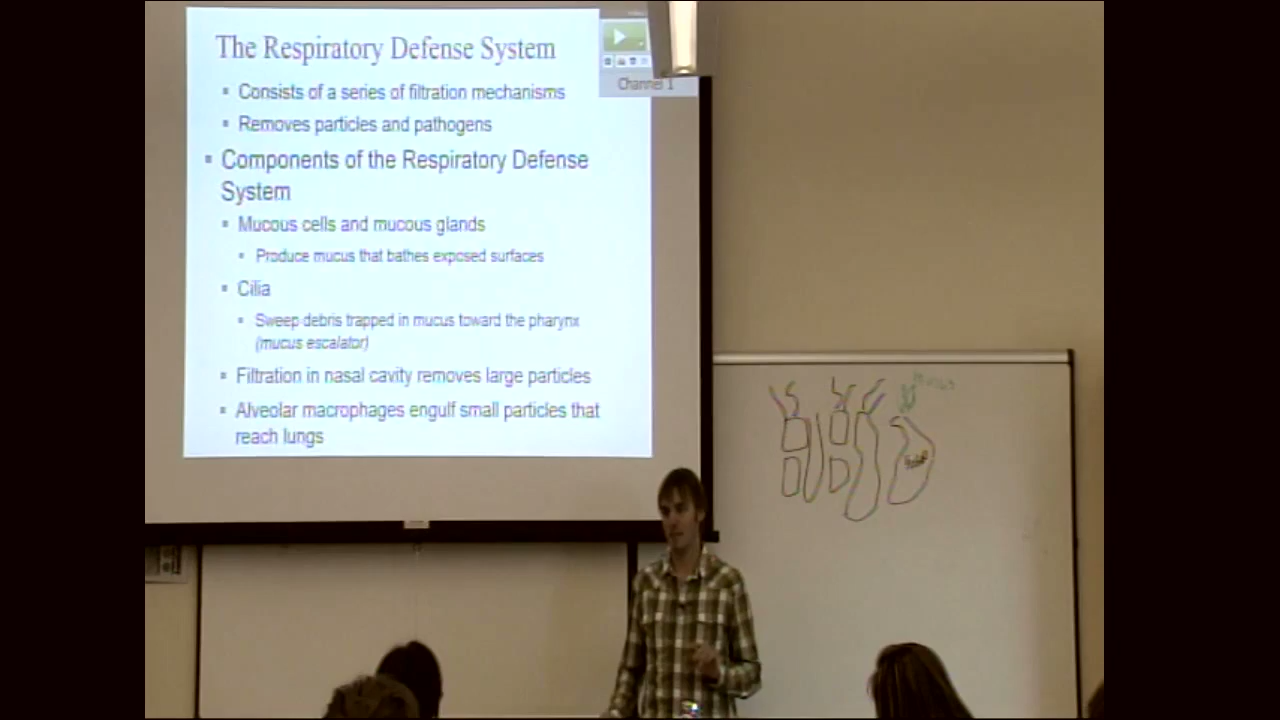 The Respiratory Defense System
Consists of a series of filtration mechanisms
Removes particles and pathogens
Components of the Respiratory Defense
System
Mucous cells and mucous glands
Produce mucus that bathes exposed surfaces
Cilia
Sweep debris trapped in mucus toward the pharynx
(mucus escalator)
Filtration in nasal cavity removes large particles
Alveolar macrophages engulf small particles that
reach lungs
Channel 1